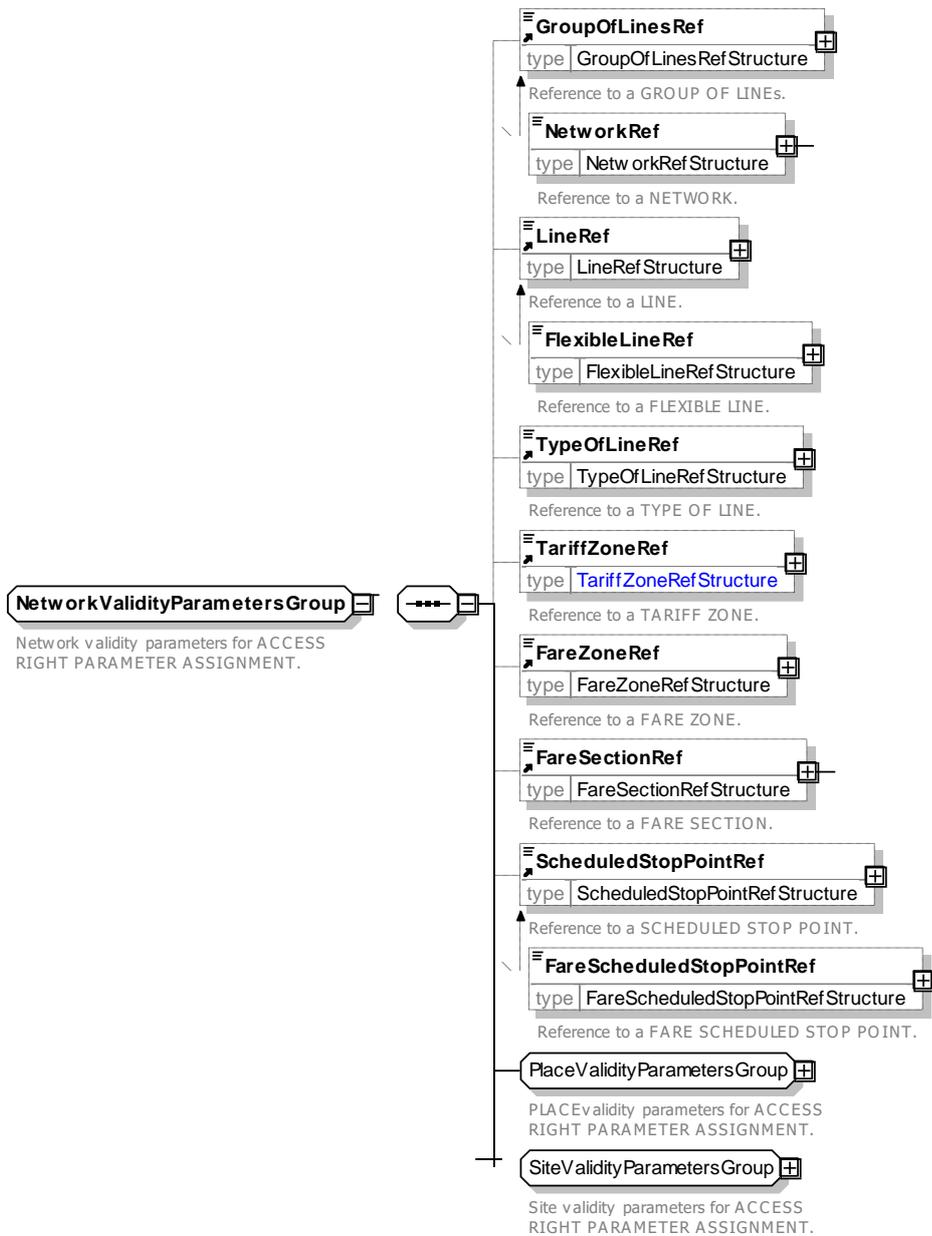 GroupOfLinesRef
type GroupOfLinesRefStructure
Reference to a GROUP OF LINEs.
NetworkRef
type NetworkRefStructure
Reference to a NETWORK.
LineRef
type LineRefStructure
Reference to a LINE.
FlexibleLineRef
type FlexibleLineRefStructure
Reference to a FLEXIBLE LINE.
TypeOfLineRef
type TypeOfLineRefStructure
Reference to a TYPE OF LINE.
TariffZoneRef
type TariffZoneRefStructure
Reference to a TARIFF ZONE.
NetworkValidityParametersGroup
Network validity parameters for ACCESS
RIGHT PARAMETER ASSIGNMENT.
FareZoneRef
type FareZoneRefStructure
Reference to a FARE ZONE.
FareSectionRef
type FareSectionRefStructure
Reference to a FARE SECTION.
ScheduledStopPointRef
type ScheduledStopPointRefStructure
Reference to a SCHEDULED STOP POINT.
FareScheduledStopPointRef
type FareScheduledStopPointRefStructure
Reference to a FARE SCHEDULED STOP POINT.
PlaceValidityParametersGroup
PLACEvalidity parameters for ACCESS
RIGHT PARAMETER ASSIGNMENT.
SiteValidityParametersGroup
Site validity parameters for ACCESS
RIGHT PARAMETER ASSIGNMENT.